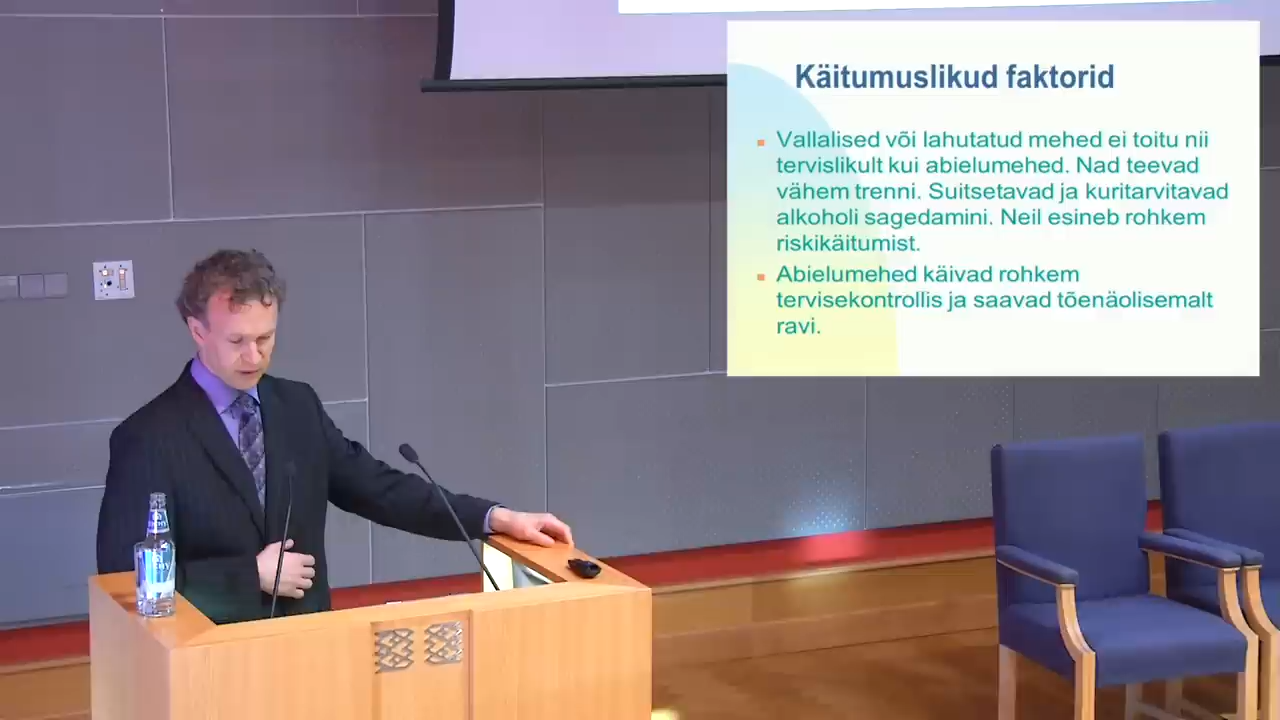 Käitumuslikud faktorid
Vallalised või lahutatud mehed ei toitu nii
tervislikult kui abielumehed. Nad teevad
vähem trenni. Suitsetavad ja kuritarvitavad
alkoholi sagedamini. Neil esineb rohkem
riskikäitumist.
Abielumehed käivad rohkem
tervisekontrollis ja saavad tõenäolisemalt
ravi.